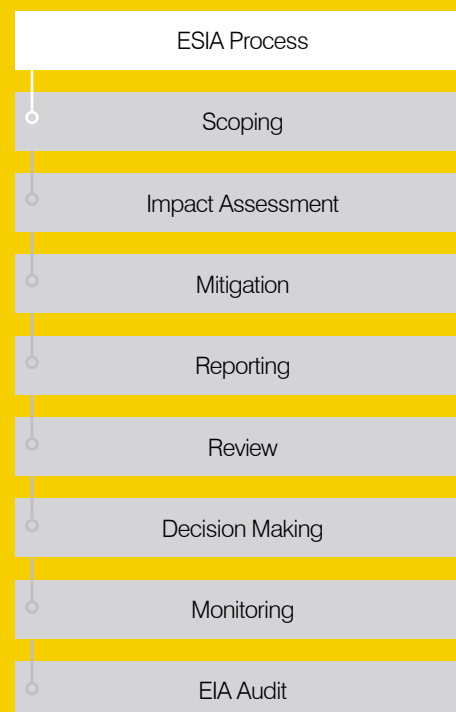 ESIA Process
Scoping
Impact Assessment
Mitigation
Reporting
Review
Decision Making
Monitoring
EIA Audit